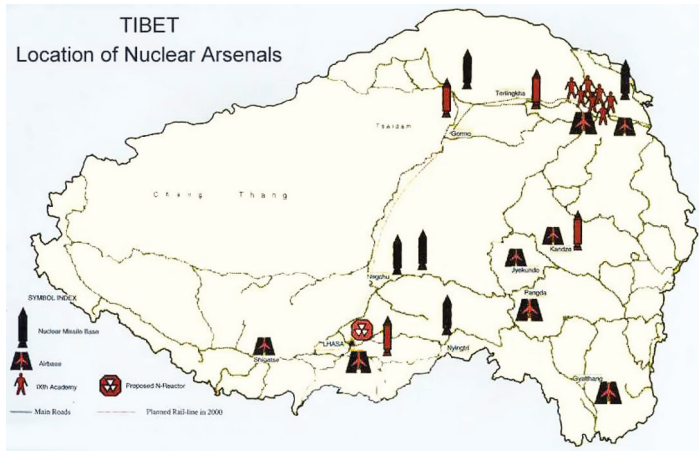 TIBET
Location of Nuclear Arsenals
Terlingkha
Tsaidam
Gormo
Chang Thang
Kandze
Jyekundo
Nagchu
Pangda
SYMBOL INDEX
Nuclear Missile Base
LHASA
Nyingtri
Shigatse
Airbase
Gyalthang
IXth Academy
Proposed N-Reactor
Main Roads
Planned Rail-line in 2000